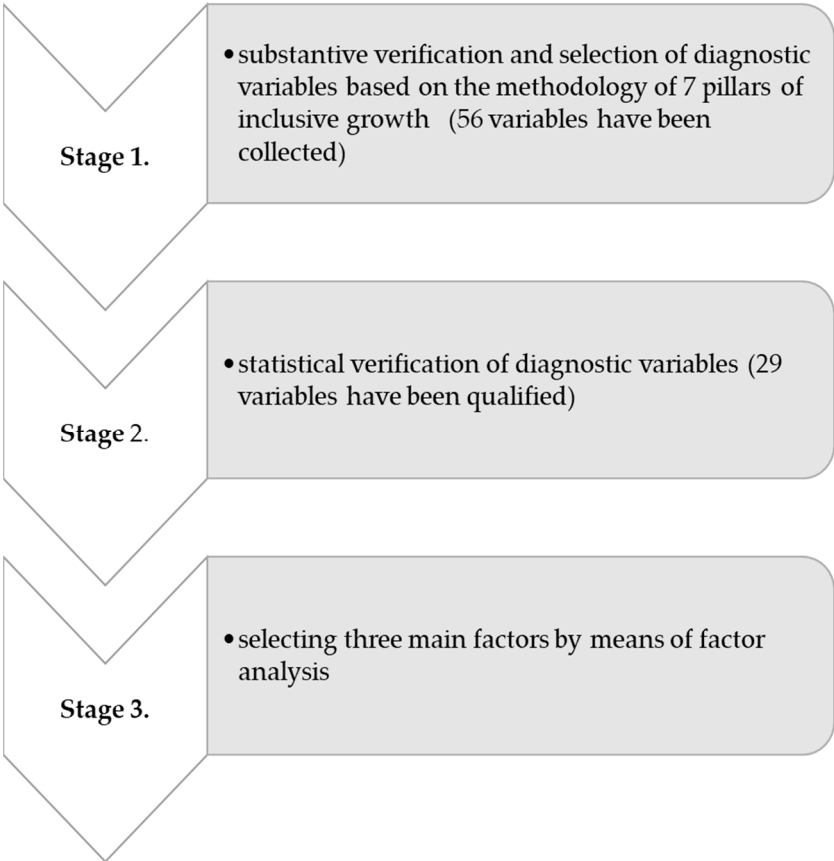 Stage 1.
•substantive verification and selection of diagnostic
variables based on the methodology of 7 pillars of
inclusive growth (56 variables have been
collected)
Stage 2.
•statistical verification of diagnostic variables (29
variables have been qualified)
Stage 3.
•selecting three main factors by means of factor
analysis